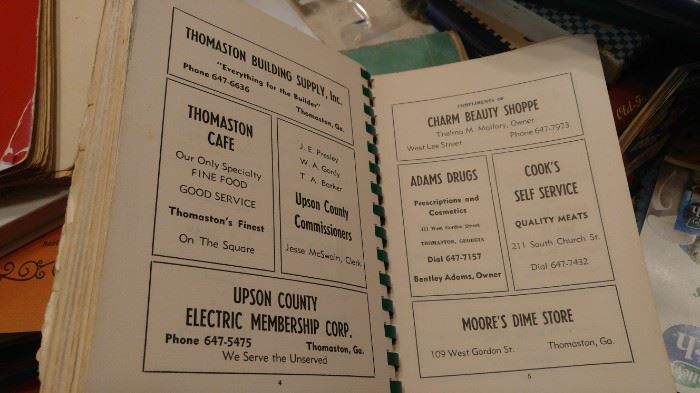 THOMASTON BUILDING SUPPLY, Inc.
"Everything for the Builder"
Phone 647-6636
Thomaston, Ga.
THOMASTON
CAFE
Our Only Specialty
FINE FOOD
GOOD SERVICE
Thomaston's Finest
On The Square
J. E. Presley
W. A. Gordy
T. A. Barker
Upson County
Commissioners
Jesse McSwain, Clerk
UPSON COUNTY
ELECTRIC MEMBERSHIP CORP.
Phone 647-5475 Thomaston, Ga.
We Serve the Unserved
4
COMPLIMENTS OF
CHARM BEAUTY SHOPPE
Thelma M. Mallory, Owner
West Lee Street Phone 647-7973
ADAMS DRUGS
Prescriptions and
Cosmetics
111 West Gordon Street
THOMASTON, GEORGIA
Dial 647-7157
Bentley Adams, Owner
COOK'S
SELF SERVICE
QUALITY MEATS
211 South Church St.
Dial 647-7432
MOORE'S DIME STORE
109 West Gordon St. Thomaston, Ga.
5